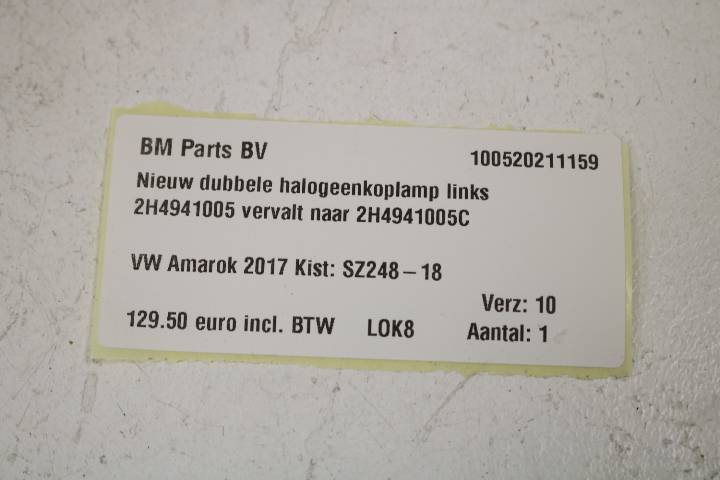 BM Parts BV 100520211159
Nieuw dubbele halogeenkoplamp links
2H4941005 vervalt naar 2H4941005C
VW Amarok 2017 Kist: SZ248-18
Verz: 10
129.50 euro incl. BTW LOK8 Aantal: 1